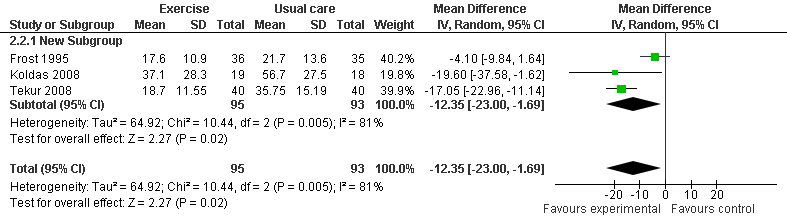 Exercise Usual care Mean Difference Mean Difference
Study or Subgroup Mean SD Total Mean SD Total Weight IV, Random, 95% CI IV, Random, 95% CI
2.2.1 New Subgroup
Frost 1995 17.6 10.9 36 21.7 13.6 35 40.2% -4.10 [-9.84, 1.64]
Koldas 2008 37.1 28.3 19 56.7 27.5 18 19.8% -19.60 [-37.58, -1.62]
Tekur 2008 18.7 11.55 40 35.75 15.19 40 39.9% -17.05 [-22.96, -11.14]
Subtotal (95% CI) 95 93 100.0% -12.35 [-23.00, -1.69]
Heterogeneity: Tau² = 64.92; Chi² = 10.44, df = 2 (P = 0.005); I² = 81%
Test for overall effect: Z = 2.27 (P = 0.02)
Total (95% CI) 95 93 100.0% -12.35 [-23.00, -1.69]
Heterogeneity: Tau² = 64.92; Chi² = 10.44, df = 2 (P = 0.005); I² = 81%
Test for overall effect: Z = 2.27 (P = 0.02)
-20 -10 0 10 20
Favours experimental Favours control